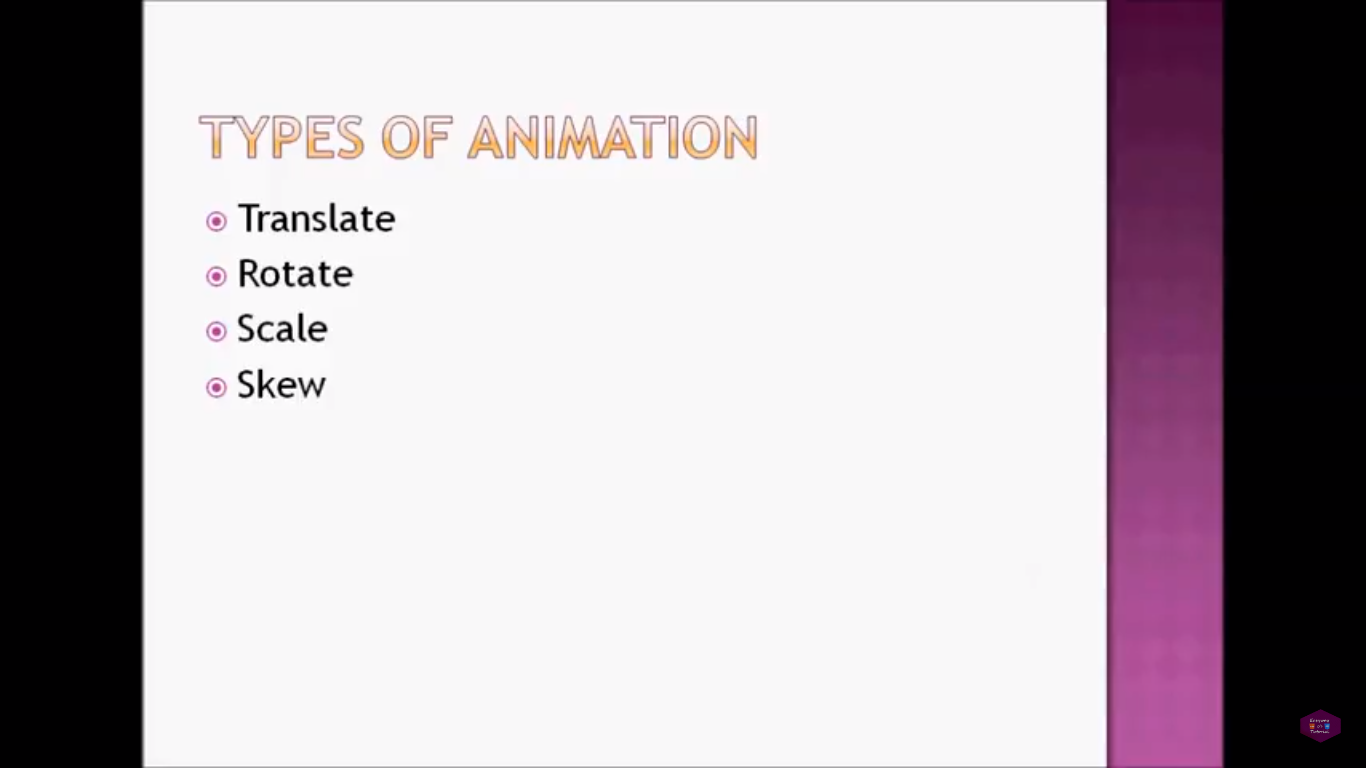 TYPES OF ANIMATION
Translate
Rotate
Scale
Skew